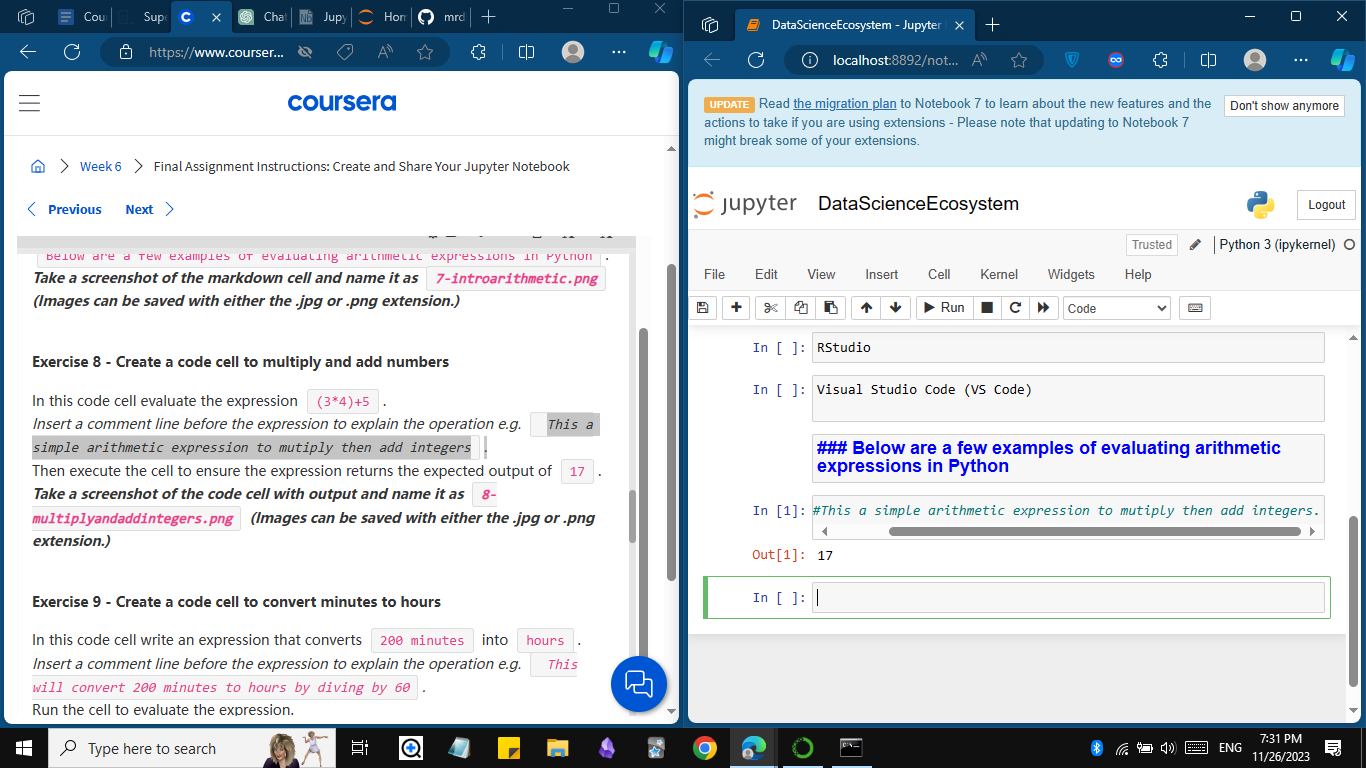 Cou
Sup
Chat
Jupy
Hom
mrd
https://www.courser...
coursera
Week 6
Final Assignment Instructions: Create and Share Your Jupyter Notebook
Previous
Next
Below are a few examples of evaluating arithmetic expressions in Python .
Take a screenshot of the markdown cell and name it as 7-introarithmetic.png
(Images can be saved with either the .jpg or .png extension.)
Exercise 8 - Create a code cell to multiply and add numbers
In this code cell evaluate the expression (3*4)+5 .
Insert a comment line before the expression to explain the operation e.g. This a
simple arithmetic expression to mutiply then add integers .
Then execute the cell to ensure the expression returns the expected output of 17 .
Take a screenshot of the code cell with output and name it as 8-
multiplyandaddintegers.png (Images can be saved with either the .jpg or .png
extension.)
Exercise 9 - Create a code cell to convert minutes to hours
In this code cell write an expression that converts 200 minutes into hours .
Insert a comment line before the expression to explain the operation e.g. This
will convert 200 minutes to hours by diving by 60 .
Run the cell to evaluate the expression.
DataScienceEcosystem - Jupyter
localhost:8892/not...
UPDATE Read the migration plan to Notebook 7 to learn about the new features and the
actions to take if you are using extensions - Please note that updating to Notebook 7
might break some of your extensions.
Don't show anymore
jupyter DataScienceEcosystem
Logout
Trusted
Python 3 (ipykernel)
File Edit View Insert Cell Kernel Widgets Help
Run
Code
In [ ]: RStudio
In [ ]: Visual Studio Code (VS Code)
### Below are a few examples of evaluating arithmetic
expressions in Python
In [1]: #This a simple arithmetic expression to mutiply then add integers.
Out[1]: 17
In [ ]:
Type here to search
ENG
7:31 PM
11/26/2023